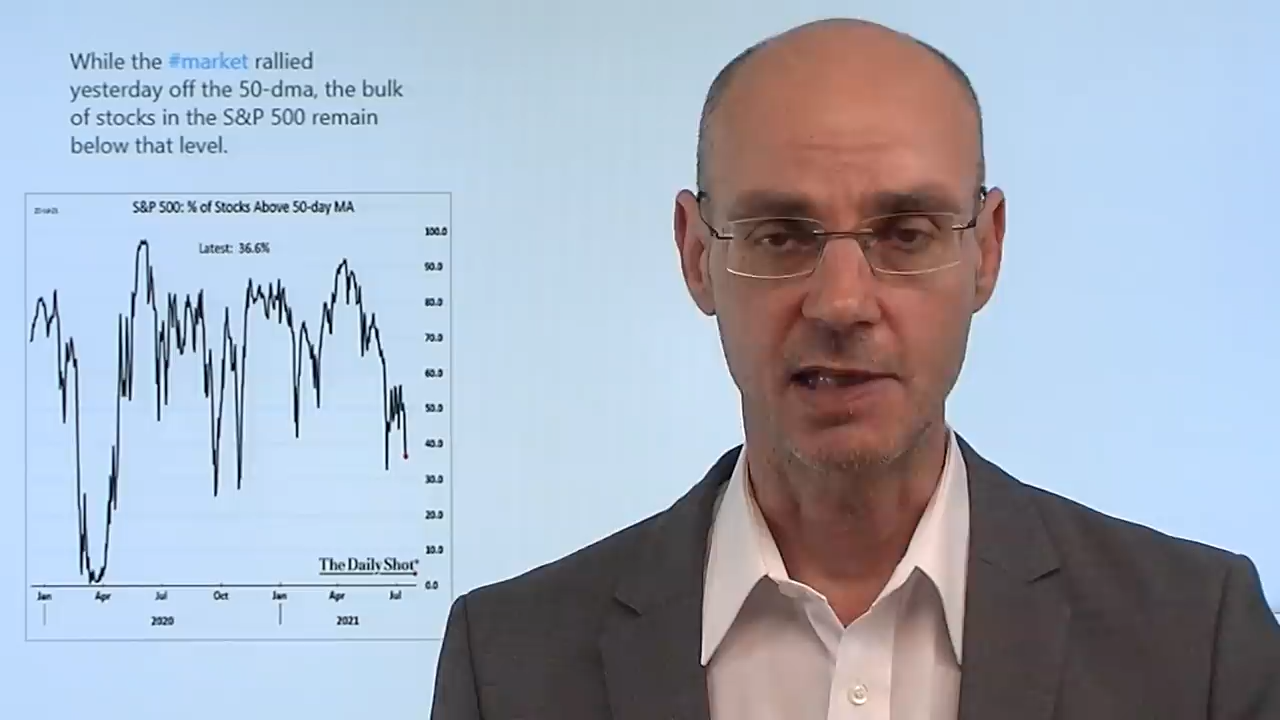 While the #market rallied
yesterday off the 50-dma, the bulk
of stocks in the S&P 500 remain
below that level.
S&P 500: % of Stocks Above 50-day MA
Latest: 36.6%
100.0
90.0
80.0
70.0
60.0
50.0
40.0
30.0
20.0
10.0
0.0
The Daily Shot®
Jan Apr Jul Oct Jan Apr Jul
2020 2021